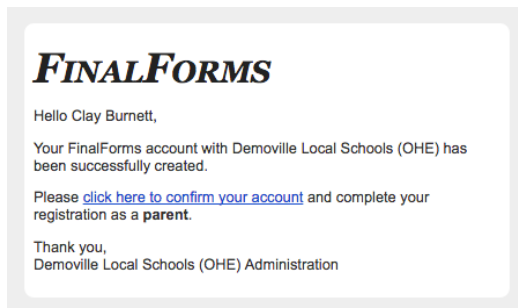 FINALFORMS
Hello Clay Burnett,
Your FinalForms account with Demoville Local Schools (OHE) has
been successfully created.
Please click here to confirm your account and complete your
registration as a parent.
Thank you,
Demoville Local Schools (OHE) Administration